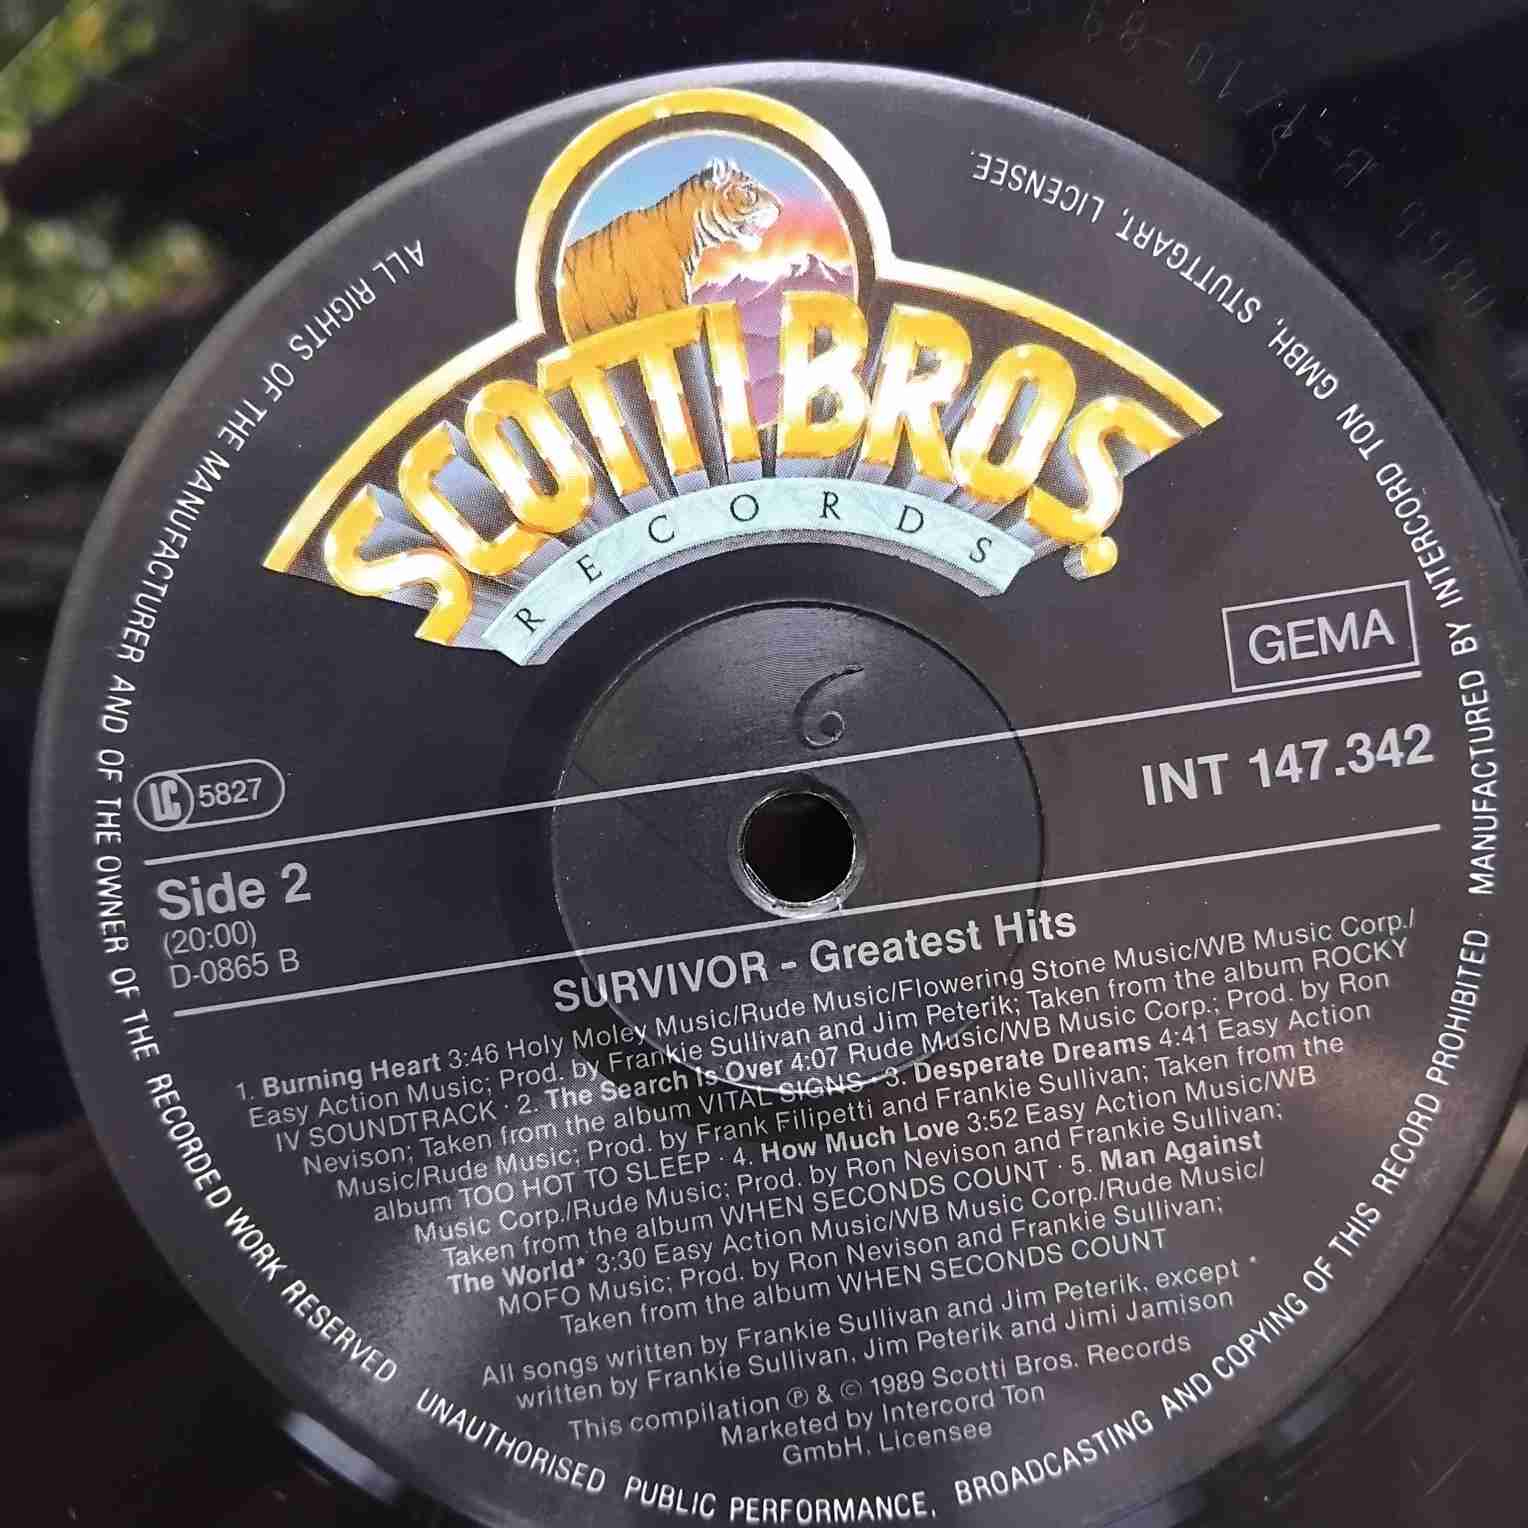 SCOTTI BROS.
RECORDS
6
GEMA
INT 147.342
LC 5827
Side 2
(20:00)
D-0865 B
SURVIVOR - Greatest Hits
1. Burning Heart 3:46 Holy Moley Music/Rude Music/Flowering Stone Music/WB Music Corp./
Easy Action Music; Prod. by Frankie Sullivan and Jim Peterik; Taken from the album ROCKY
IV SOUNDTRACK · 2. The Search Is Over 4:07 Rude Music/WB Music Corp.; Prod. by Ron
Nevison; Taken from the album VITAL SIGNS · 3. Desperate Dreams 4:41 Easy Action
Music/Rude Music; Prod. by Frank Filipetti and Frankie Sullivan; Taken from the
album TOO HOT TO SLEEP · 4. How Much Love 3:52 Easy Action Music/WB
Music Corp./Rude Music; Prod. by Ron Nevison and Frankie Sullivan;
Taken from the album WHEN SECONDS COUNT · 5. Man Against
The World* 3:30 Easy Action Music/WB Music Corp./Rude Music/
MOFO Music; Prod. by Ron Nevison and Frankie Sullivan;
Taken from the album WHEN SECONDS COUNT
All songs written by Frankie Sullivan and Jim Peterik, except *
written by Frankie Sullivan, Jim Peterik and Jimi Jamison
This compilation ℗ & © 1989 Scotti Bros. Records
Marketed by Intercord Ton
GmbH, Licensee
ALL RIGHTS OF THE MANUFACTURER AND OF THE OWNER OF THE RECORDED WORK RESERVED UNAUTHORISED PUBLIC PERFORMANCE, BROADCASTING AND COPYING OF THIS RECORD PROHIBITED. MANUFACTURED BY INTERCORD TON GMBH, STUTTGART, LICENSEE.